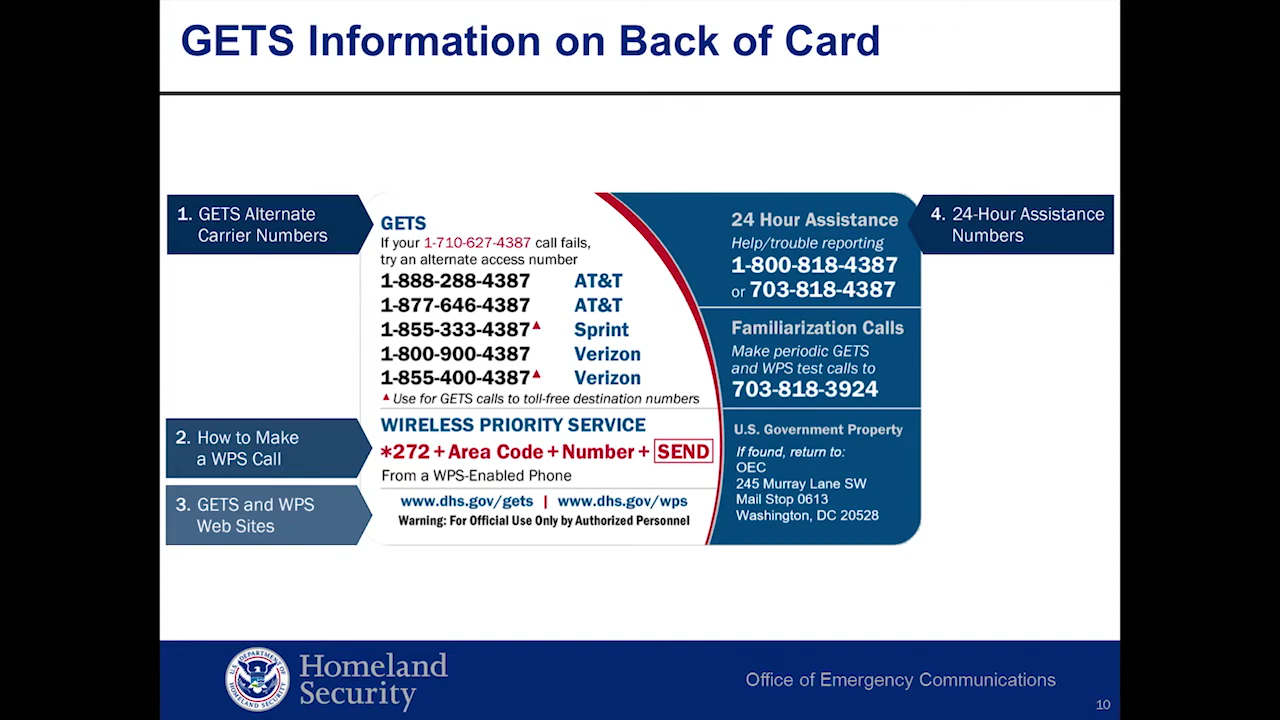 GETS Information on Back of Card
1. GETS Alternate
Carrier Numbers
GETS
If your 1-710-627-4387 call fails,
try an alternate access number
1-888-288-4387 AT&T
1-877-646-4387 AT&T
1-855-333-4387▲ Sprint
1-800-900-4387 Verizon
1-855-400-4387▲ Verizon
▲Use for GETS calls to toll-free destination numbers
2. How to Make
a WPS Call
WIRELESS PRIORITY SERVICE
*272 + Area Code + Number + SEND
From a WPS-Enabled Phone
3. GETS and WPS
Web Sites
www.dhs.gov/gets | www.dhs.gov/wps
Warning: For Official Use Only by Authorized Personnel
24 Hour Assistance
Help/trouble reporting
1-800-818-4387
or 703-818-4387
4. 24-Hour Assistance
Numbers
Familiarization Calls
Make periodic GETS
and WPS test calls to
703-818-3924
U.S. Government Property
If found, return to:
OEC
245 Murray Lane SW
Mail Stop 0613
Washington, DC 20528
U.S. DEPARTMENT OF
HOMELAND SECURITY
Homeland
Security
Office of Emergency Communications
10